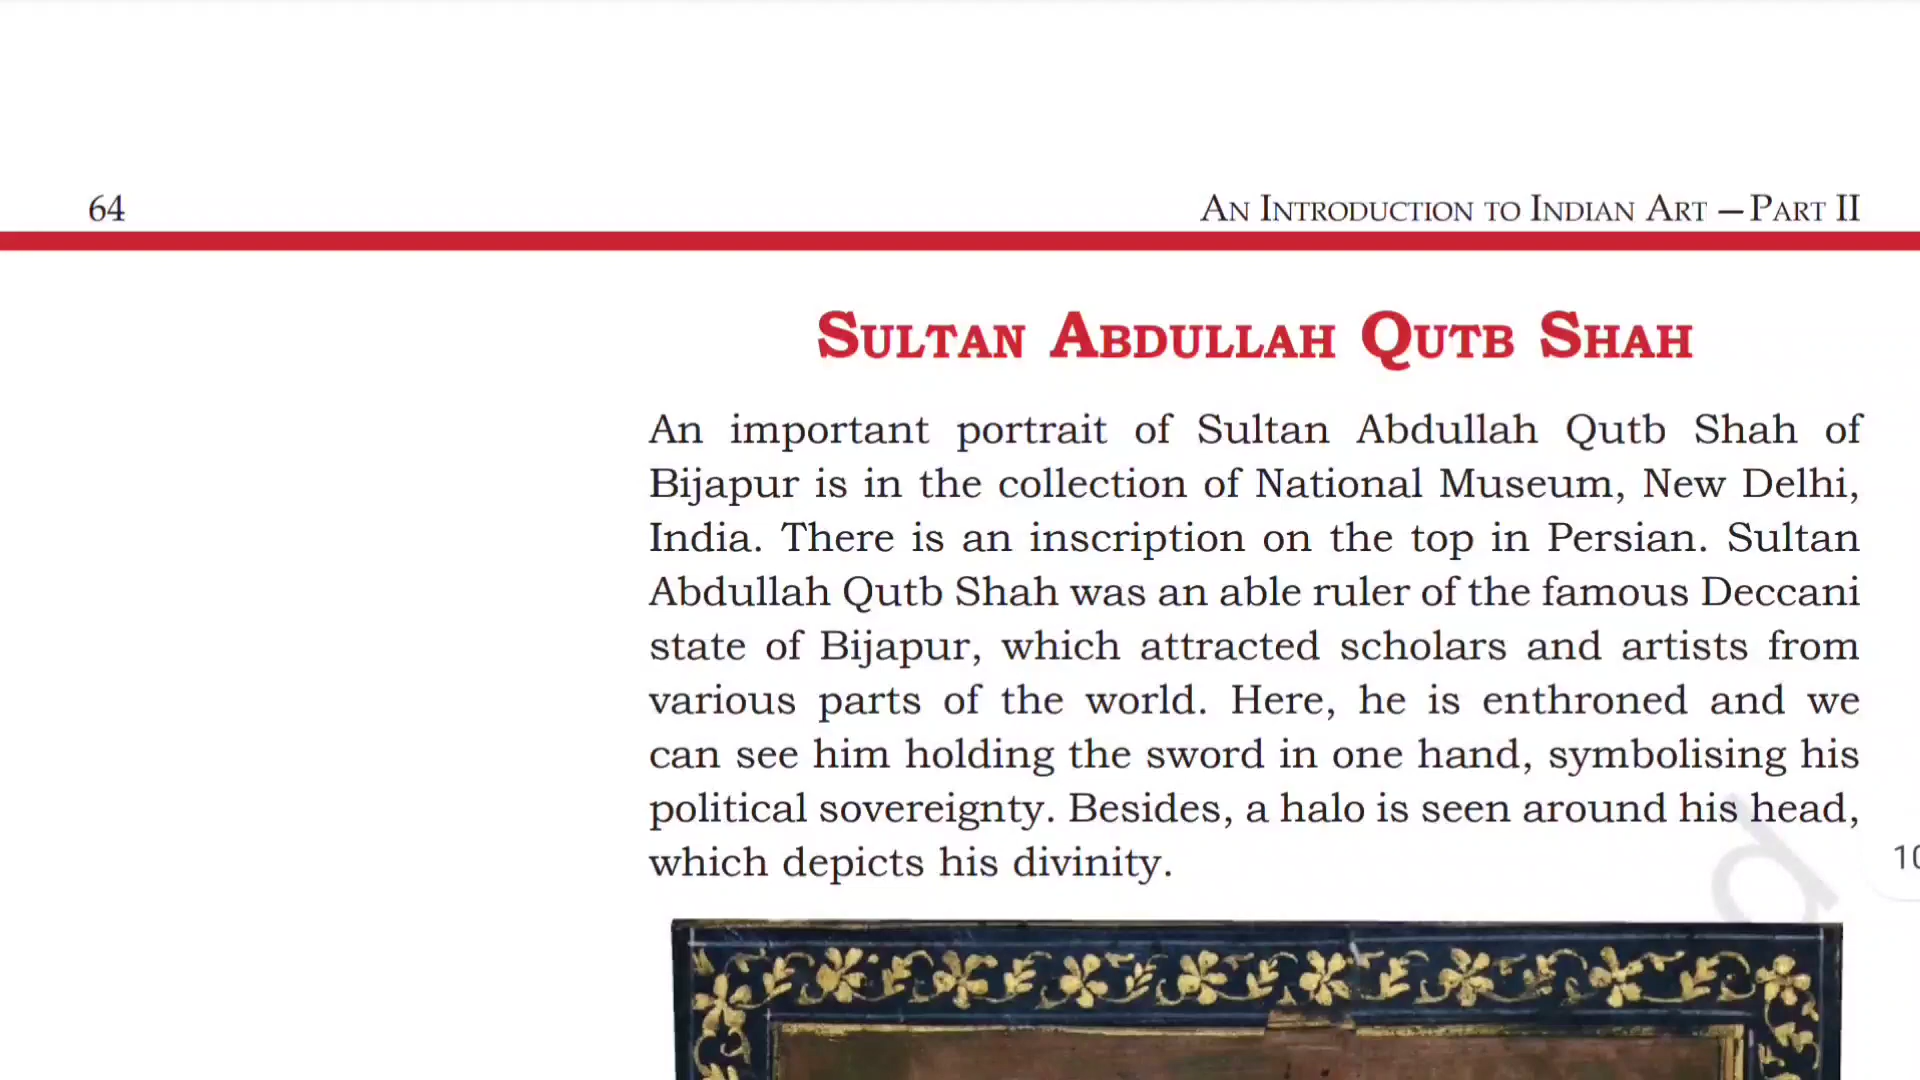 64
An Introduction to Indian Art — Part II
Sultan Abdullah Qutb Shah
An important portrait of Sultan Abdullah Qutb Shah of
Bijapur is in the collection of National Museum, New Delhi,
India. There is an inscription on the top in Persian. Sultan
Abdullah Qutb Shah was an able ruler of the famous Deccani
state of Bijapur, which attracted scholars and artists from
various parts of the world. Here, he is enthroned and we
can see him holding the sword in one hand, symbolising his
political sovereignty. Besides, a halo is seen around his head,
which depicts his divinity.